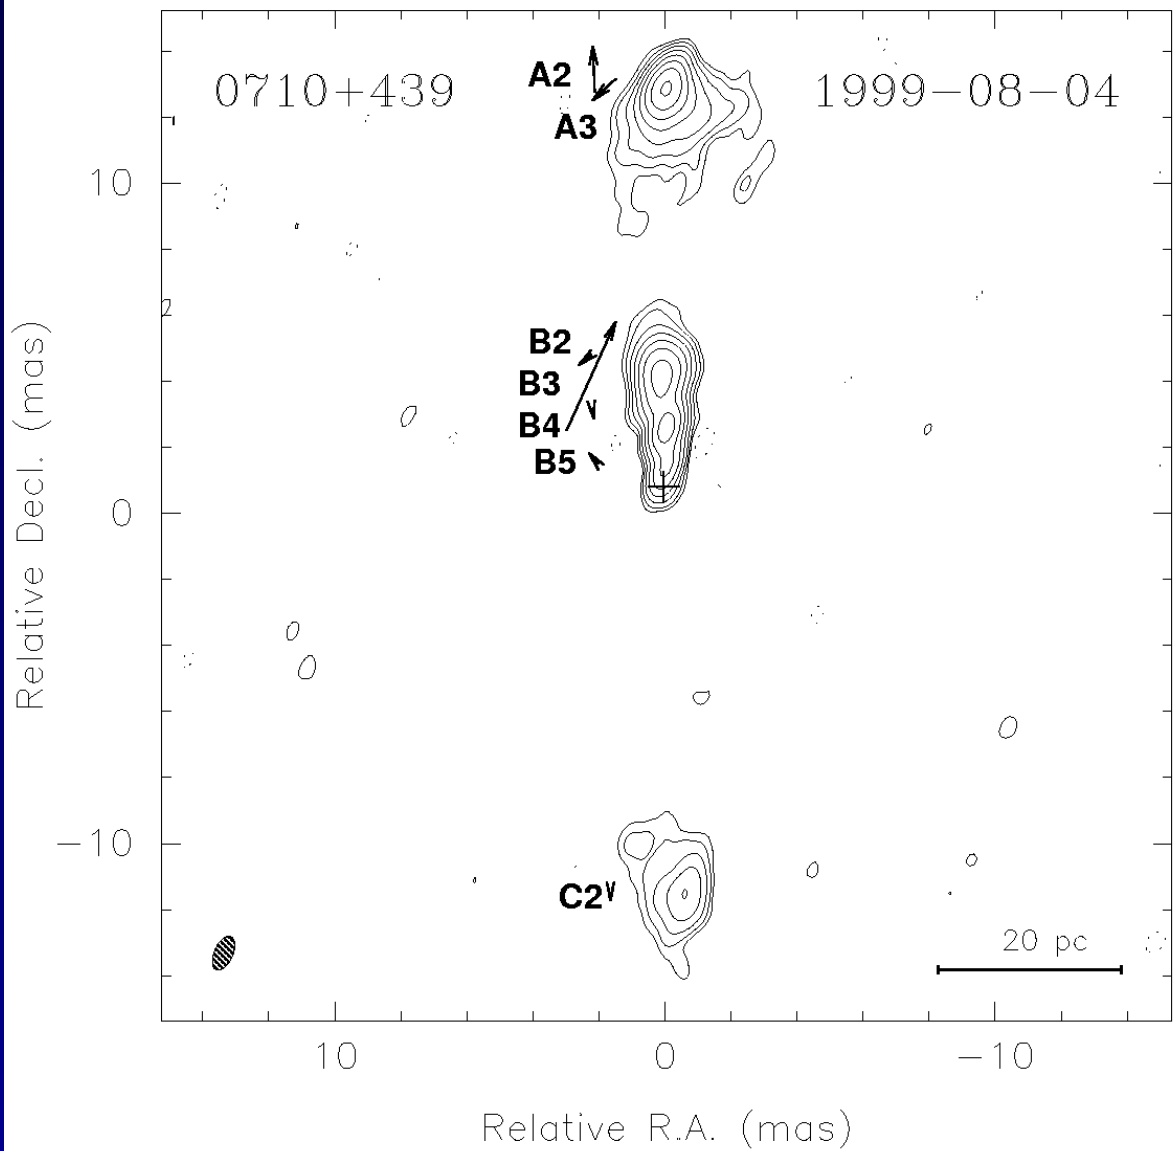 0710+439 1999-08-04
A2
A3
10
B2
B3
B4
B5
0
Relative Decl. (mas)
-10
C2
20 pc
10 0 -10
Relative R.A. (mas)